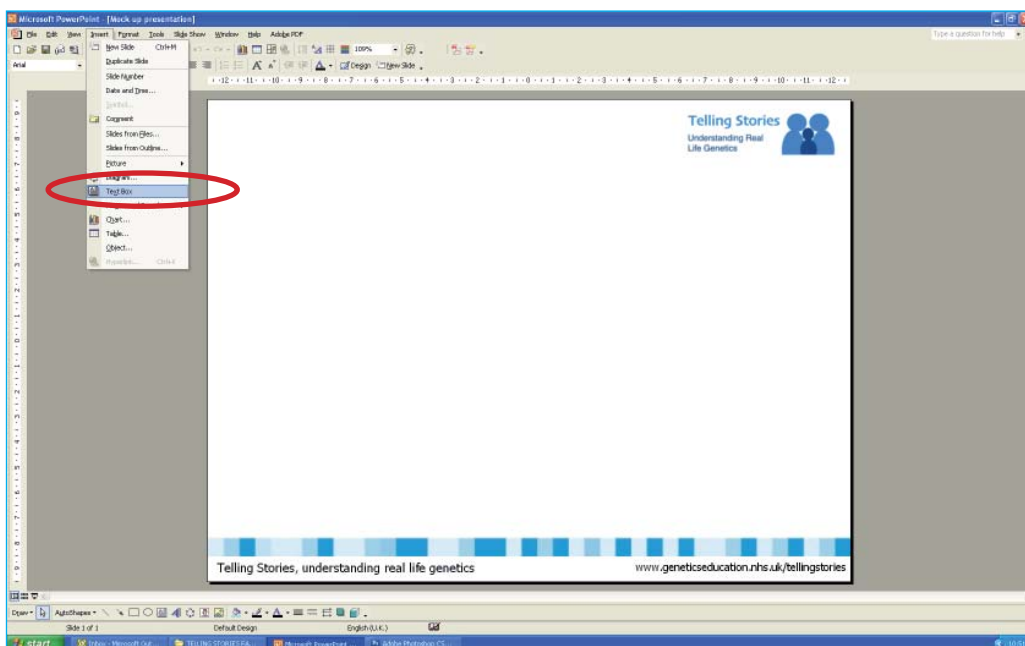 Microsoft PowerPoint - [Mock up presentation]
File Edit View Insert Format Tools Slide Show Window Help Adobe PDF
Type a question for help
109%
Arial
Design New Slide
New Slide Ctrl+M
Duplicate Slide
Slide Number
Date and Time...
Symbol...
Comment
Slides from Files...
Slides from Outline...
Picture
Diagram...
Text Box
Chart...
Table...
Object...
Hyperlink... Ctrl+K
Telling Stories
Understanding Real
Life Genetics
Telling Stories, understanding real life genetics
www.geneticseducation.nhs.uk/tellingstories
Draw AutoShapes
Slide 1 of 1 Default Design English (U.K.)
start Inbox - Microsoft Out... TELLING STORIES EA... Microsoft PowerPoint ... Adobe Photoshop CS...